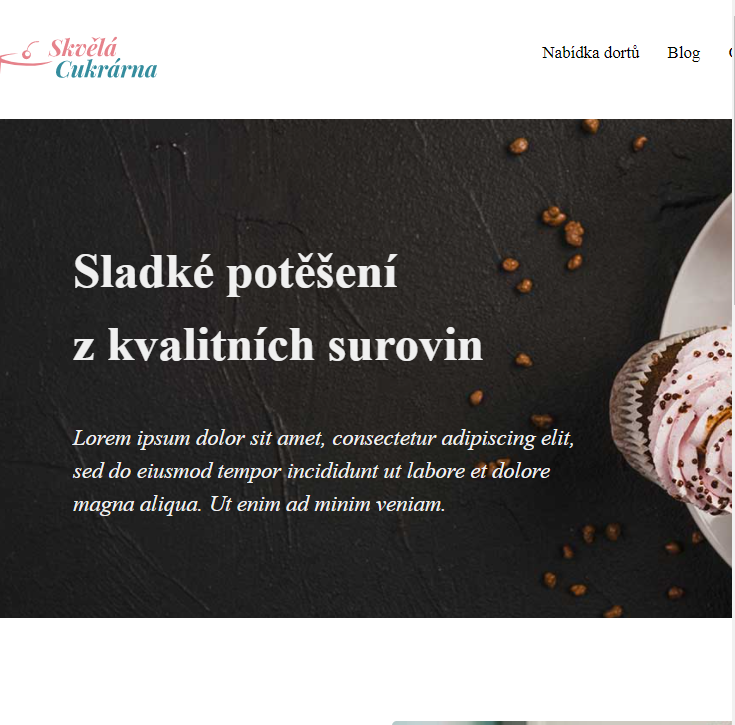 Skvělá
Cukrárna
Nabídka dortů Blog
Sladké potěšení
z kvalitních surovin
Lorem ipsum dolor sit amet, consectetur adipiscing elit,
sed do eiusmod tempor incididunt ut labore et dolore
magna aliqua. Ut enim ad minim veniam.